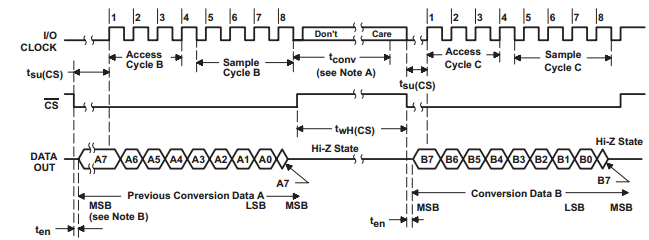 1 2 3 4 5 6 7 8 1 2 3 4 5 6 7 8
I/O
CLOCK
Don't Care
Access
Cycle B
Sample
Cycle B
tconv
(see Note A)
Access
Cycle C
Sample
Cycle C
tsu(CS)
tsu(CS)
CS
twH(CS)
DATA
OUT
A7 A6 A5 A4 A3 A2 A1 A0
Hi-Z State
B7 B6 B5 B4 B3 B2 B1 B0
Hi-Z State
A7
B7
Previous Conversion Data A
MSB LSB MSB
(see Note B)
Conversion Data B
MSB LSB MSB
ten
ten